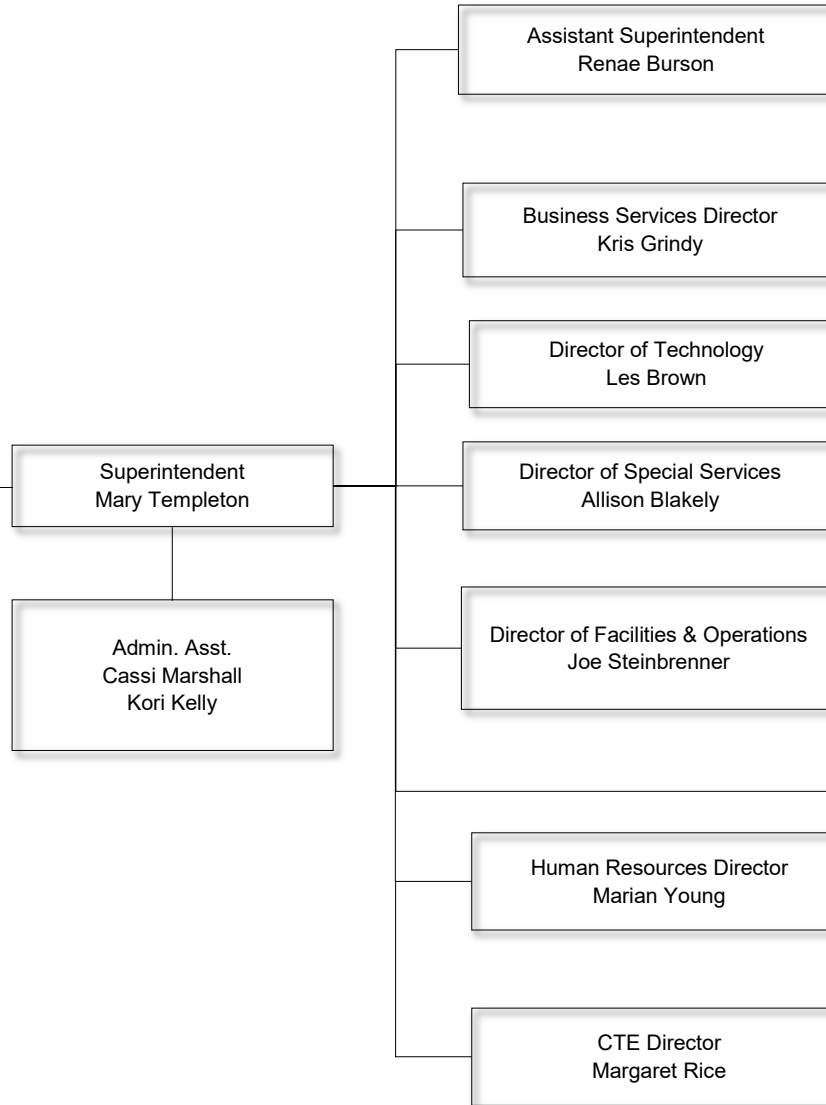 Assistant Superintendent
Renae Burson
Business Services Director
Kris Grindy
Director of Technology
Les Brown
Superintendent
Mary Templeton
Director of Special Services
Allison Blakely
Admin. Asst.
Cassi Marshall
Kori Kelly
Director of Facilities & Operations
Joe Steinbrenner
Human Resources Director
Marian Young
CTE Director
Margaret Rice